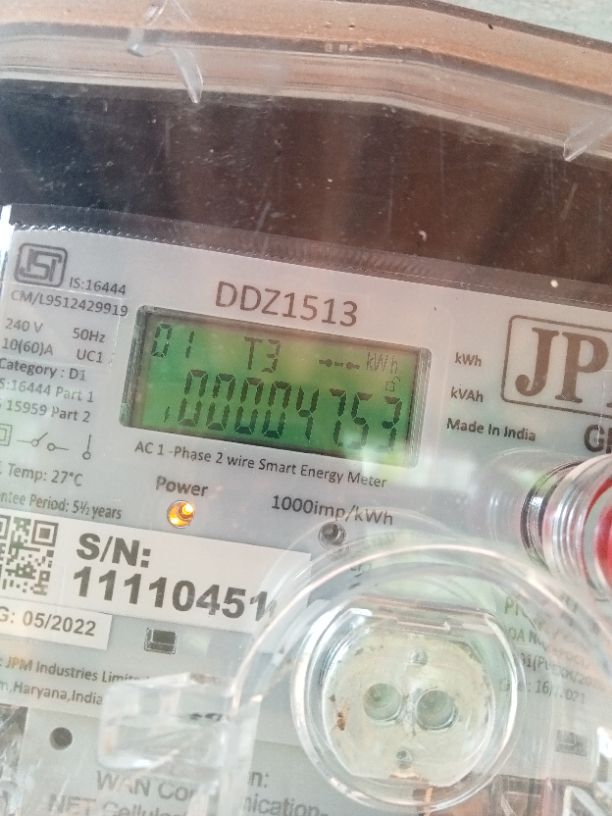 ISI
IS:16444
CM/L9512429919
DDZ1513
240 V 50Hz
10(60)A UC1
Category : D1
S:16444 Part 1
15959 Part 2
01 T3 kWh
00004753
kWh
kVAh
Made In India
JP
AC 1 -Phase 2 wire Smart Energy Meter
Temp: 27°C
Power
1000imp/kWh
ntee Period: 5½ years
S/N:
11110451
G: 05/2022
JPM Industries Limite
m,Haryana,India
WAN Co
NET Cellula
nication-